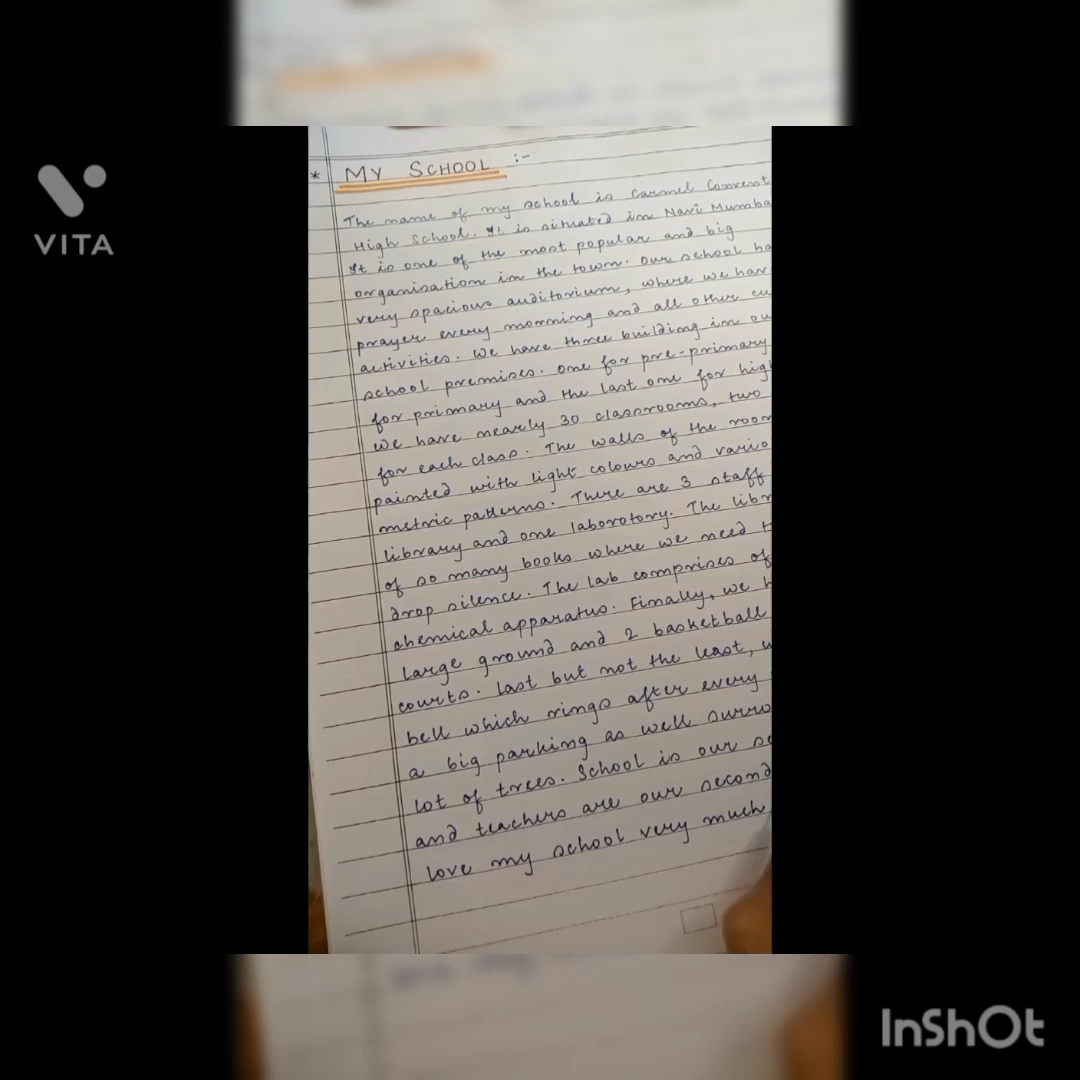 VITA
* MY SCHOOL :-
The name of my school is Carmel Convent
High School. It is situated in Navi Mumba
It is one of the most popular and big
organisation in the town. Our school ha
very spacious auditorium, where we hav
prayer every morning and all other cu
activities. We have three building in ou
school premises. One for pre-primary
for primary and the last one for hig
we have nearly 30 classrooms, two
for each class. The walls of the room
painted with light colours and vario
metric patterns. There are 3 staff
library and one laborotory. The libr
of so many books where we need
drop silence. The lab comprises of
chemical apparatus. Finally, we h
large ground and 2 basketball
courts. Last but not the least, w
bell which rings after every
a big parking as well surro
lot of trees. School is our se
and teachers are our second
love my school very much
InShOt